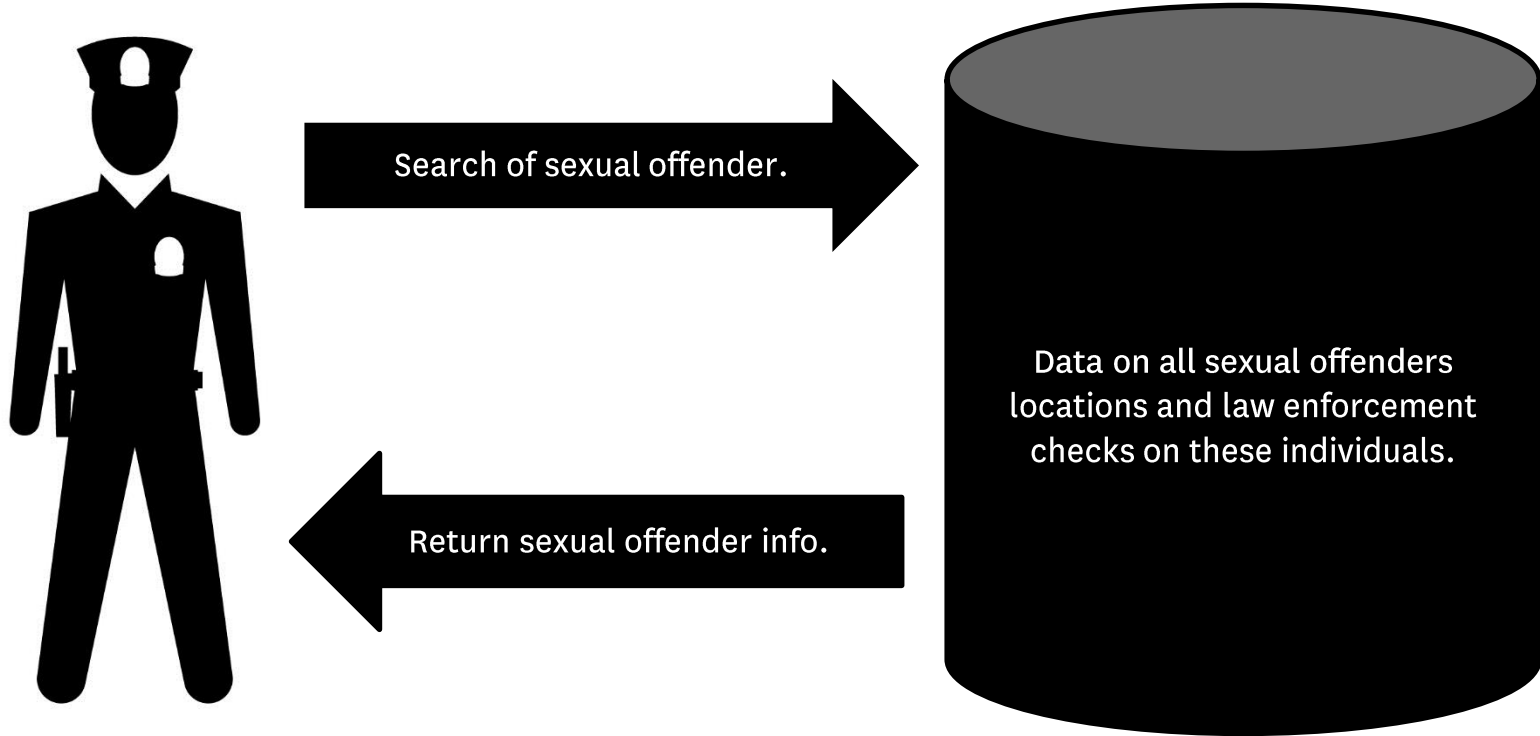 Search of sexual offender.
Data on all sexual offenders
locations and law enforcement
checks on these individuals.
Return sexual offender info.